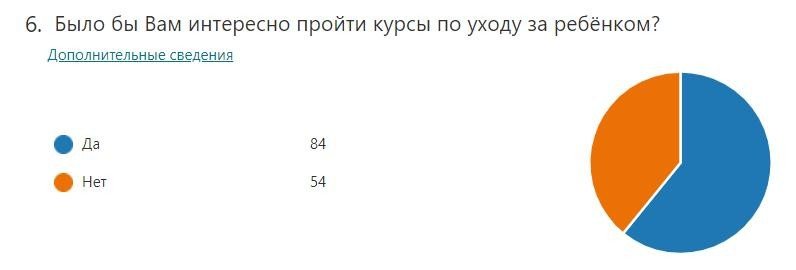 6. Было бы Вам интересно пройти курсы по уходу за ребёнком?
Дополнительные сведения
Да 84
Нет 54